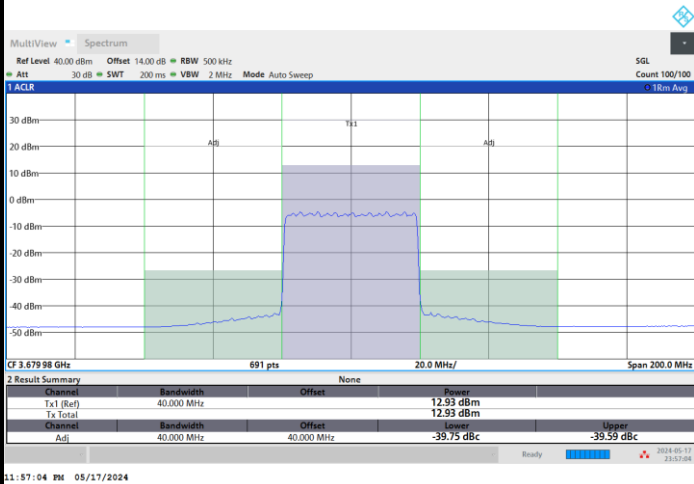 MultiView Spectrum
Ref Level 40.00 dBm Offset 14.00 dB RBW 500 kHz SGL
Att 30 dB SWT 200 ms VBW 2 MHz Mode Auto Sweep Count 100/100
1 ACLR 1Rm Avg
Tx1
Adj Adj
30 dBm
20 dBm
10 dBm
0 dBm
-10 dBm
-20 dBm
-30 dBm
-40 dBm
-50 dBm
CF 3.67998 GHz 691 pts 20.0 MHz/ Span 200.0 MHz
2 Result Summary None
Channel Bandwidth Offset Power
Tx1 (Ref) 40.000 MHz 12.93 dBm
Tx Total 12.93 dBm
Channel Bandwidth Offset Lower Upper
Adj 40.000 MHz 40.000 MHz -39.75 dBc -39.59 dBc
Ready 2024-05-17
23:57:04
11:57:04 PM 05/17/2024